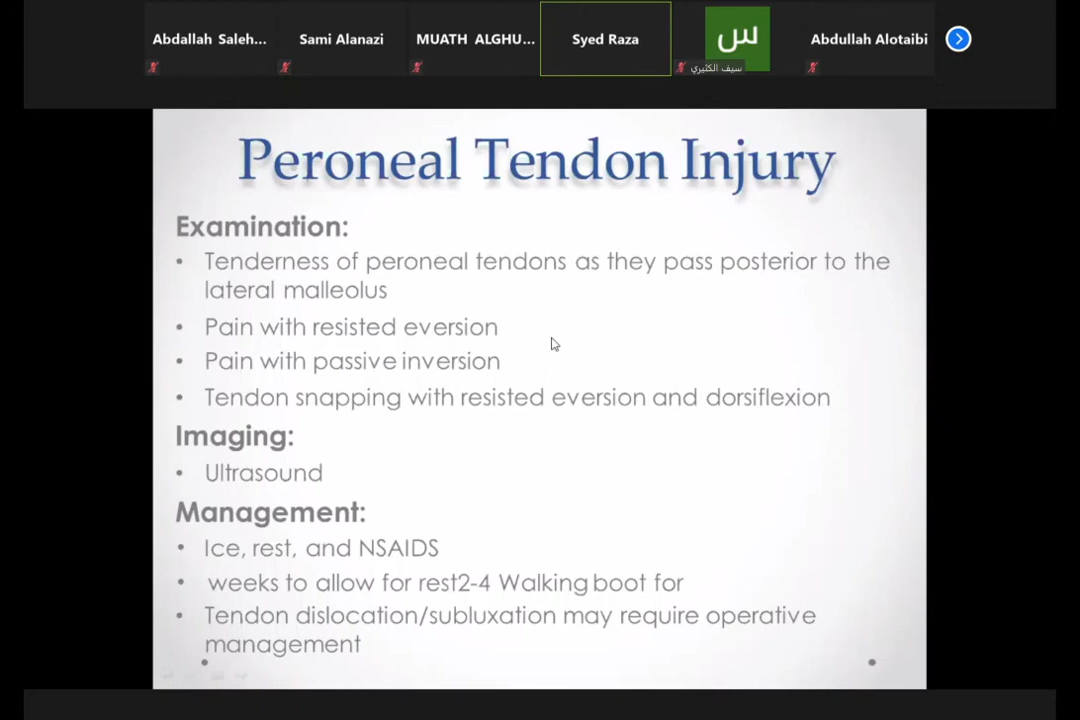 Abdallah Saleh...
Sami Alanazi
MUATH ALGHU...
Syed Raza
س
سيف الكثيري
Abdullah Alotaibi
Peroneal Tendon Injury
Examination:
• Tenderness of peroneal tendons as they pass posterior to the
lateral malleolus
• Pain with resisted eversion
• Pain with passive inversion
• Tendon snapping with resisted eversion and dorsiflexion
Imaging:
• Ultrasound
Management:
• Ice, rest, and NSAIDS
• weeks to allow for rest2-4 Walking boot for
• Tendon dislocation/subluxation may require operative
management